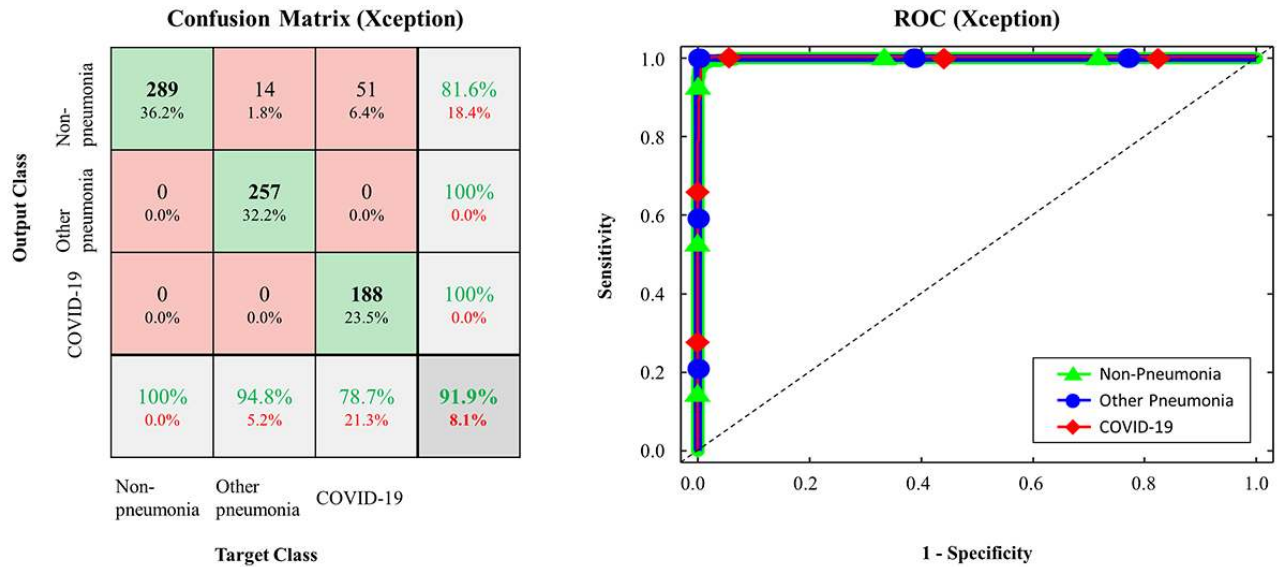 Confusion Matrix (Xception)
Output Class
Non-
pneumonia
289
36.2%
14
1.8%
51
6.4%
81.6%
18.4%
Other
pneumonia
0
0.0%
257
32.2%
0
0.0%
100%
0.0%
COVID-19
0
0.0%
0
0.0%
188
23.5%
100%
0.0%
100%
0.0%
94.8%
5.2%
78.7%
21.3%
91.9%
8.1%
Non-
pneumonia
Other
pneumonia
COVID-19
Target Class
ROC (Xception)
Sensitivity
1.0
0.8
0.6
0.4
0.2
0.0
Non-Pneumonia
Other Pneumonia
COVID-19
0.0
0.2
0.4
0.6
0.8
1.0
1 - Specificity